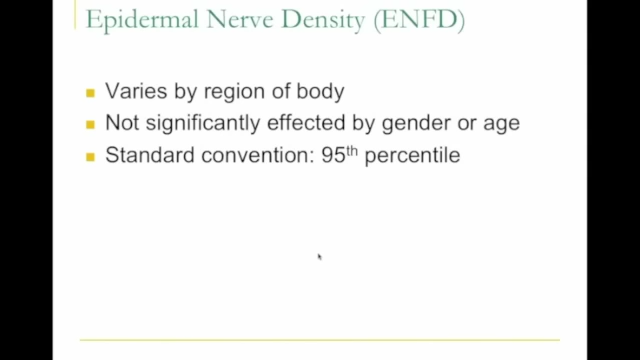 Epidermal Nerve Density (ENFD)
Varies by region of body
Not significantly effected by gender or age
Standard convention: 95th percentile